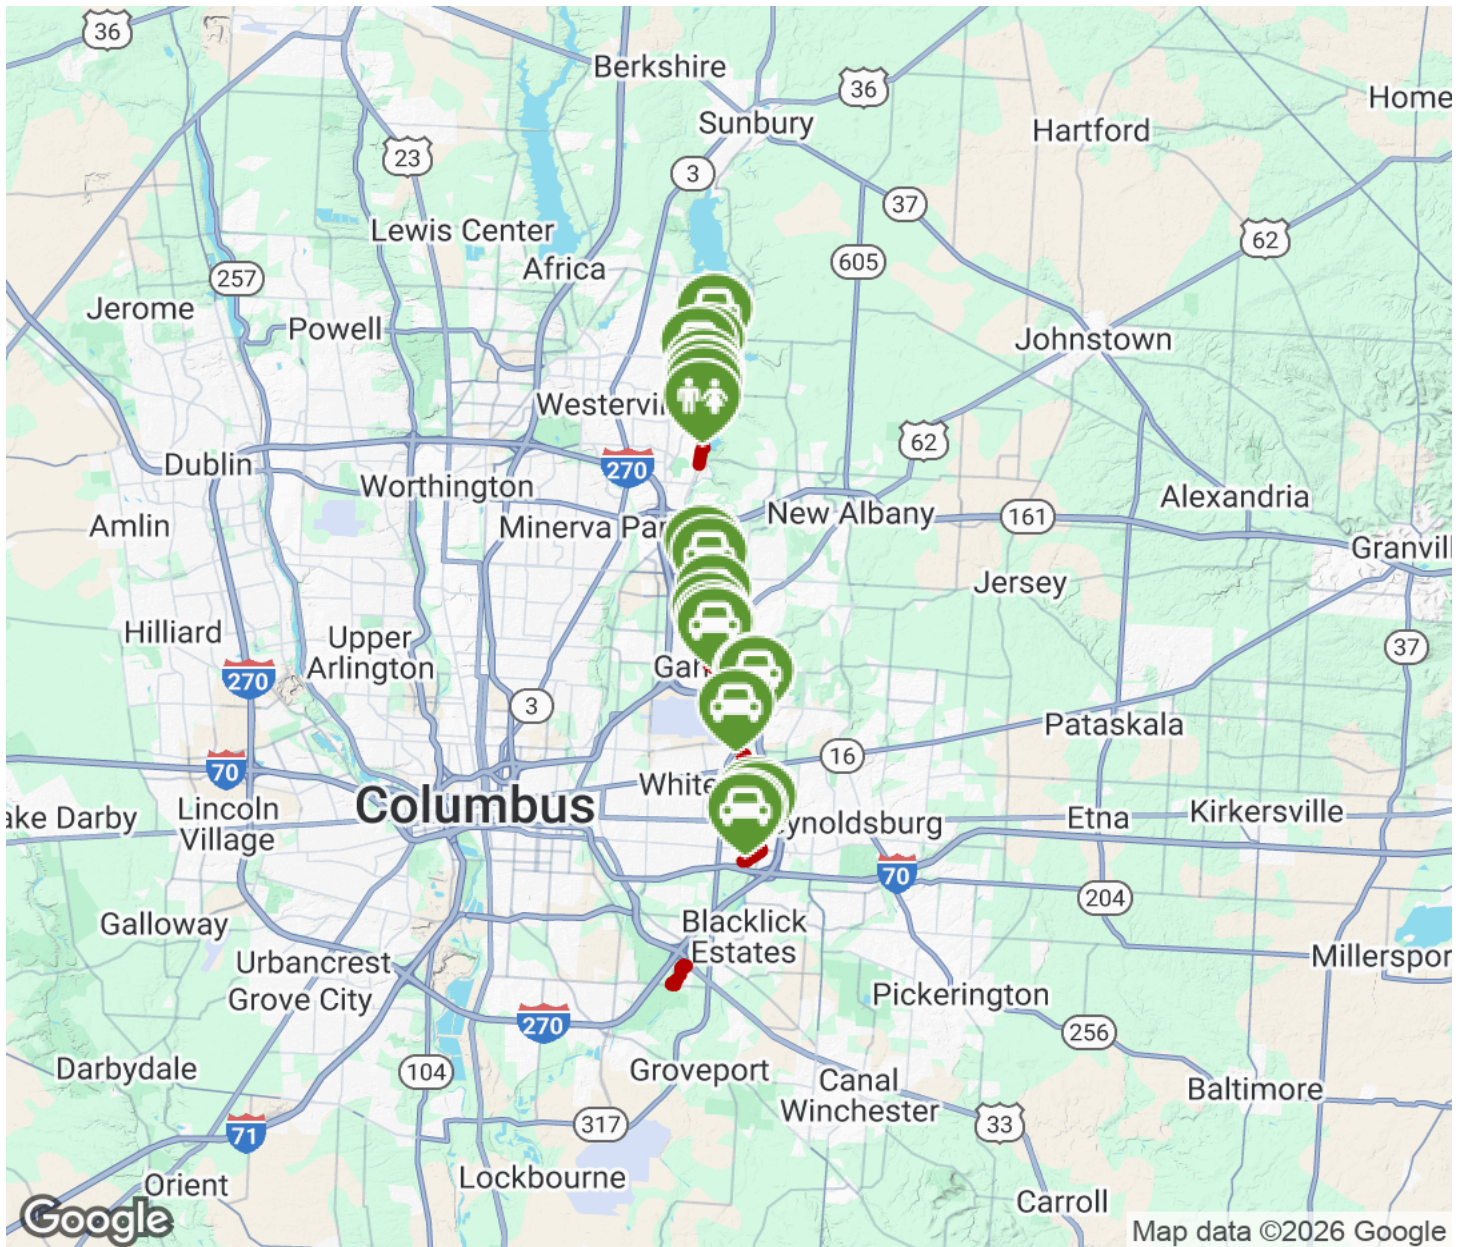 36
Berkshire
36
Home
Sunbury
Hartford
23
3
37
Lewis Center
62
605
Africa
257
Jerome
Powell
Johnstown
Westervi
62
Dublin
270
Worthington
Alexandria
Amlin
Minerva Par
New Albany
161
Granvill
Jersey
Hilliard
Upper
Arlington
37
Gah
270
3
Pataskala
16
70
White
Columbus
Lincoln
Village
ake Darby
ynoldsburg
Etna
Kirkersville
70
204
Galloway
Blacklick
Estates
Millerspor
Urbancrest
Grove City
Pickerington
270
256
Darbydale
104
Groveport
Canal
Winchester
Baltimore
71
317
33
Orient
Lockbourne
Carroll
Google
Map data ©2026 Google